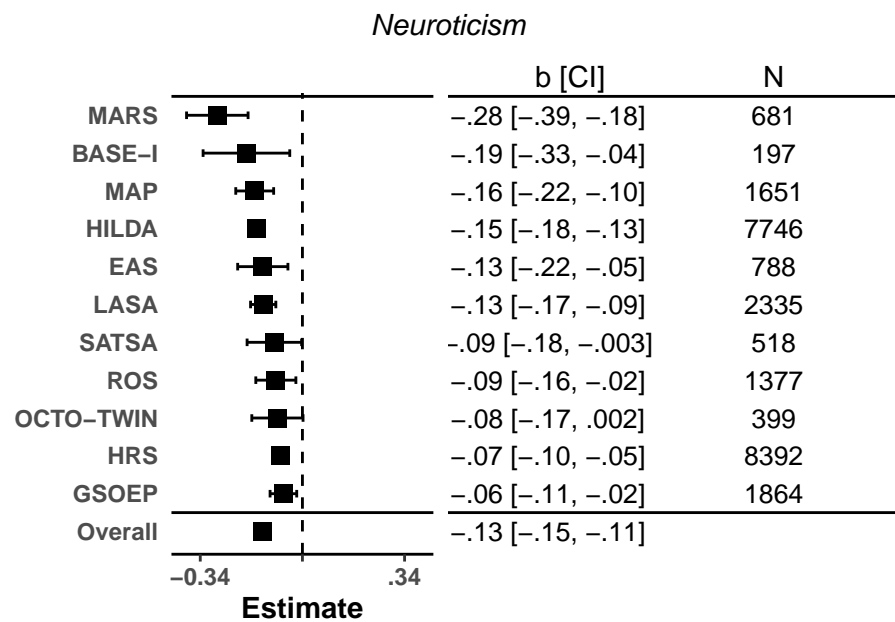 Neuroticism
b [CI] N
MARS −.28 [−.39, −.18] 681
BASE−I −.19 [−.33, −.04] 197
MAP −.16 [−.22, −.10] 1651
HILDA −.15 [−.18, −.13] 7746
EAS −.13 [−.22, −.05] 788
LASA −.13 [−.17, −.09] 2335
SATSA −.09 [−.18, −.003] 518
ROS −.09 [−.16, −.02] 1377
OCTO−TWIN −.08 [−.17, .002] 399
HRS −.07 [−.10, −.05] 8392
GSOEP −.06 [−.11, −.02] 1864
Overall −.13 [−.15, −.11]
−0.34 .34
Estimate